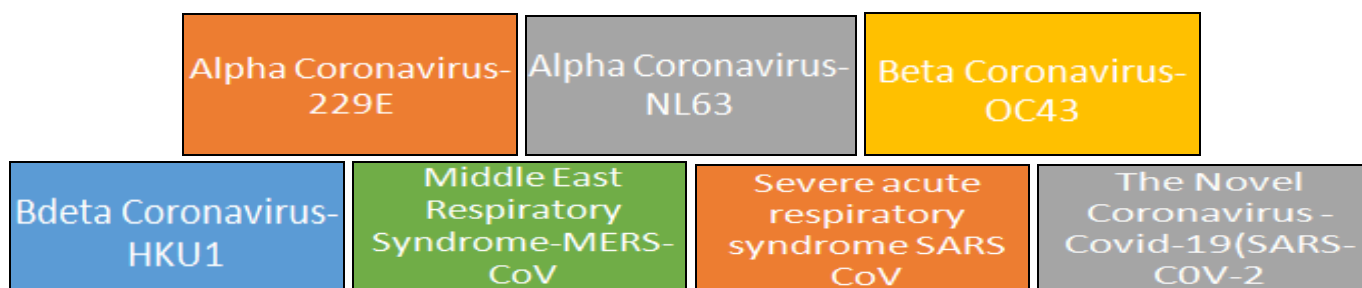 Alpha Coronavirus-
229E
Alpha Coronavirus-
NL63
Beta Coronavirus-
OC43
Bdeta Coronavirus-
HKU1
Middle East
Respiratory
Syndrome-MERS-
CoV
Severe acute
respiratory
syndrome SARS
CoV
The Novel
Coronavirus -
Covid-19(SARS-
C0V-2